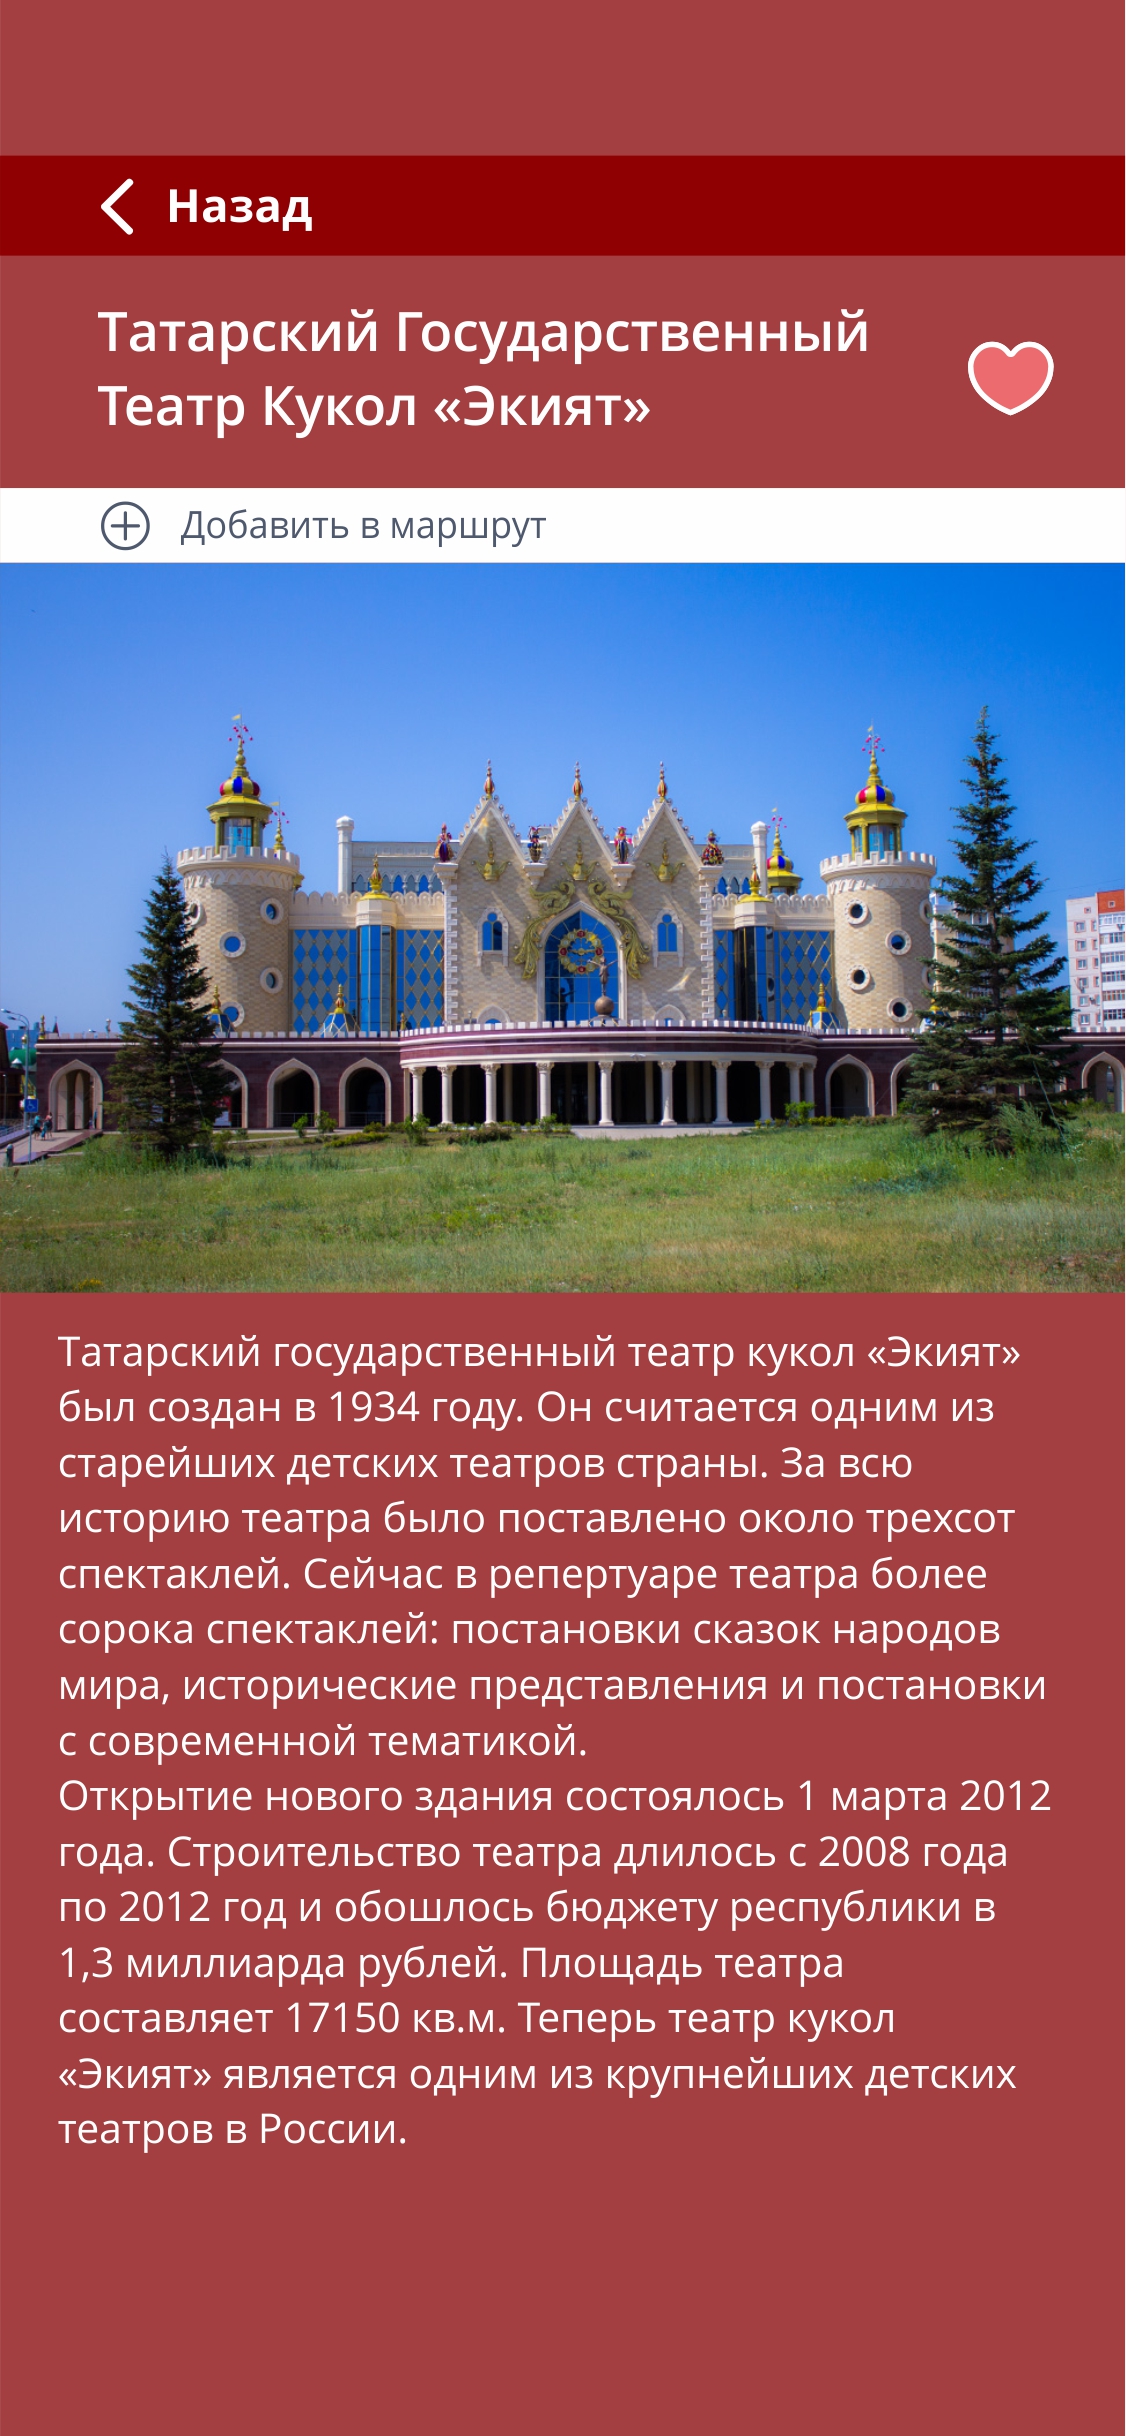 Назад
Татарский Государственный
Театр Кукол «Экият»
Добавить в маршрут
Татарский государственный театр кукол «Экият»
был создан в 1934 году. Он считается одним из
старейших детских театров страны. За всю
историю театра было поставлено около трехсот
спектаклей. Сейчас в репертуаре театра более
сорока спектаклей: постановки сказок народов
мира, исторические представления и постановки
с современной тематикой.
Открытие нового здания состоялось 1 марта 2012
года. Строительство театра длилось с 2008 года
по 2012 год и обошлось бюджету республики в
1,3 миллиарда рублей. Площадь театра
составляет 17150 кв.м. Теперь театр кукол
«Экият» является одним из крупнейших детских
театров в России.